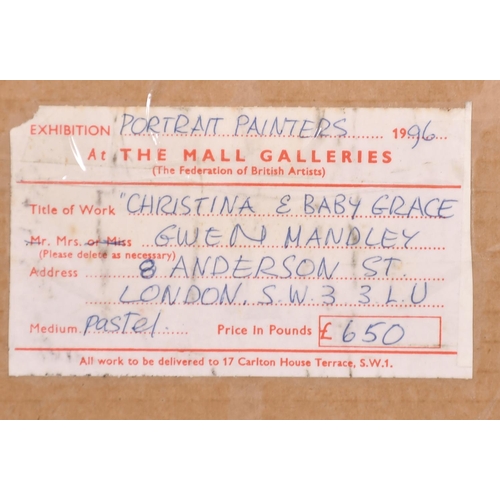 EXHIBITION PORTRAIT PAINTERS 1996
At THE MALL GALLERIES
(The Federation of British Artists)
Title of Work "CHRISTINA & BABY GRACE
Mr. Mrs. or Miss GWEN MANDLEY
(Please delete as necessary)
Address 8 ANDERSON ST
LONDON. S.W.3 3 L.U
Medium pastel. Price in Pounds £650
All work to be delivered to 17 Carlton House Terrace, S.W.1.